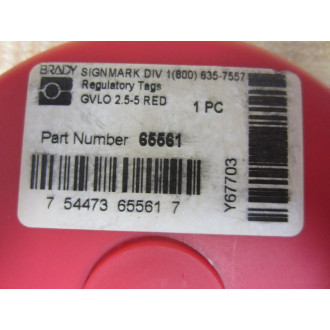 BRADY SIGNMARK DIV 1(800) 635-7557
Regulatory Tags
GVLO 2.5-5 RED
1 PC
Part Number 65561
7 54473 65561 7
Y67703